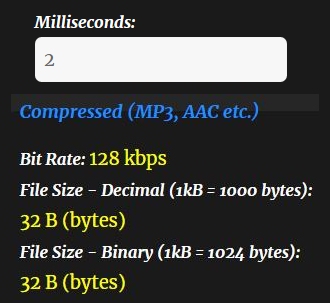 Milliseconds:
2
Compressed (MP3, AAC etc.)
Bit Rate: 128 kbps
File Size - Decimal (1kB = 1000 bytes):
32 B (bytes)
File Size - Binary (1kB = 1024 bytes):
32 B (bytes)